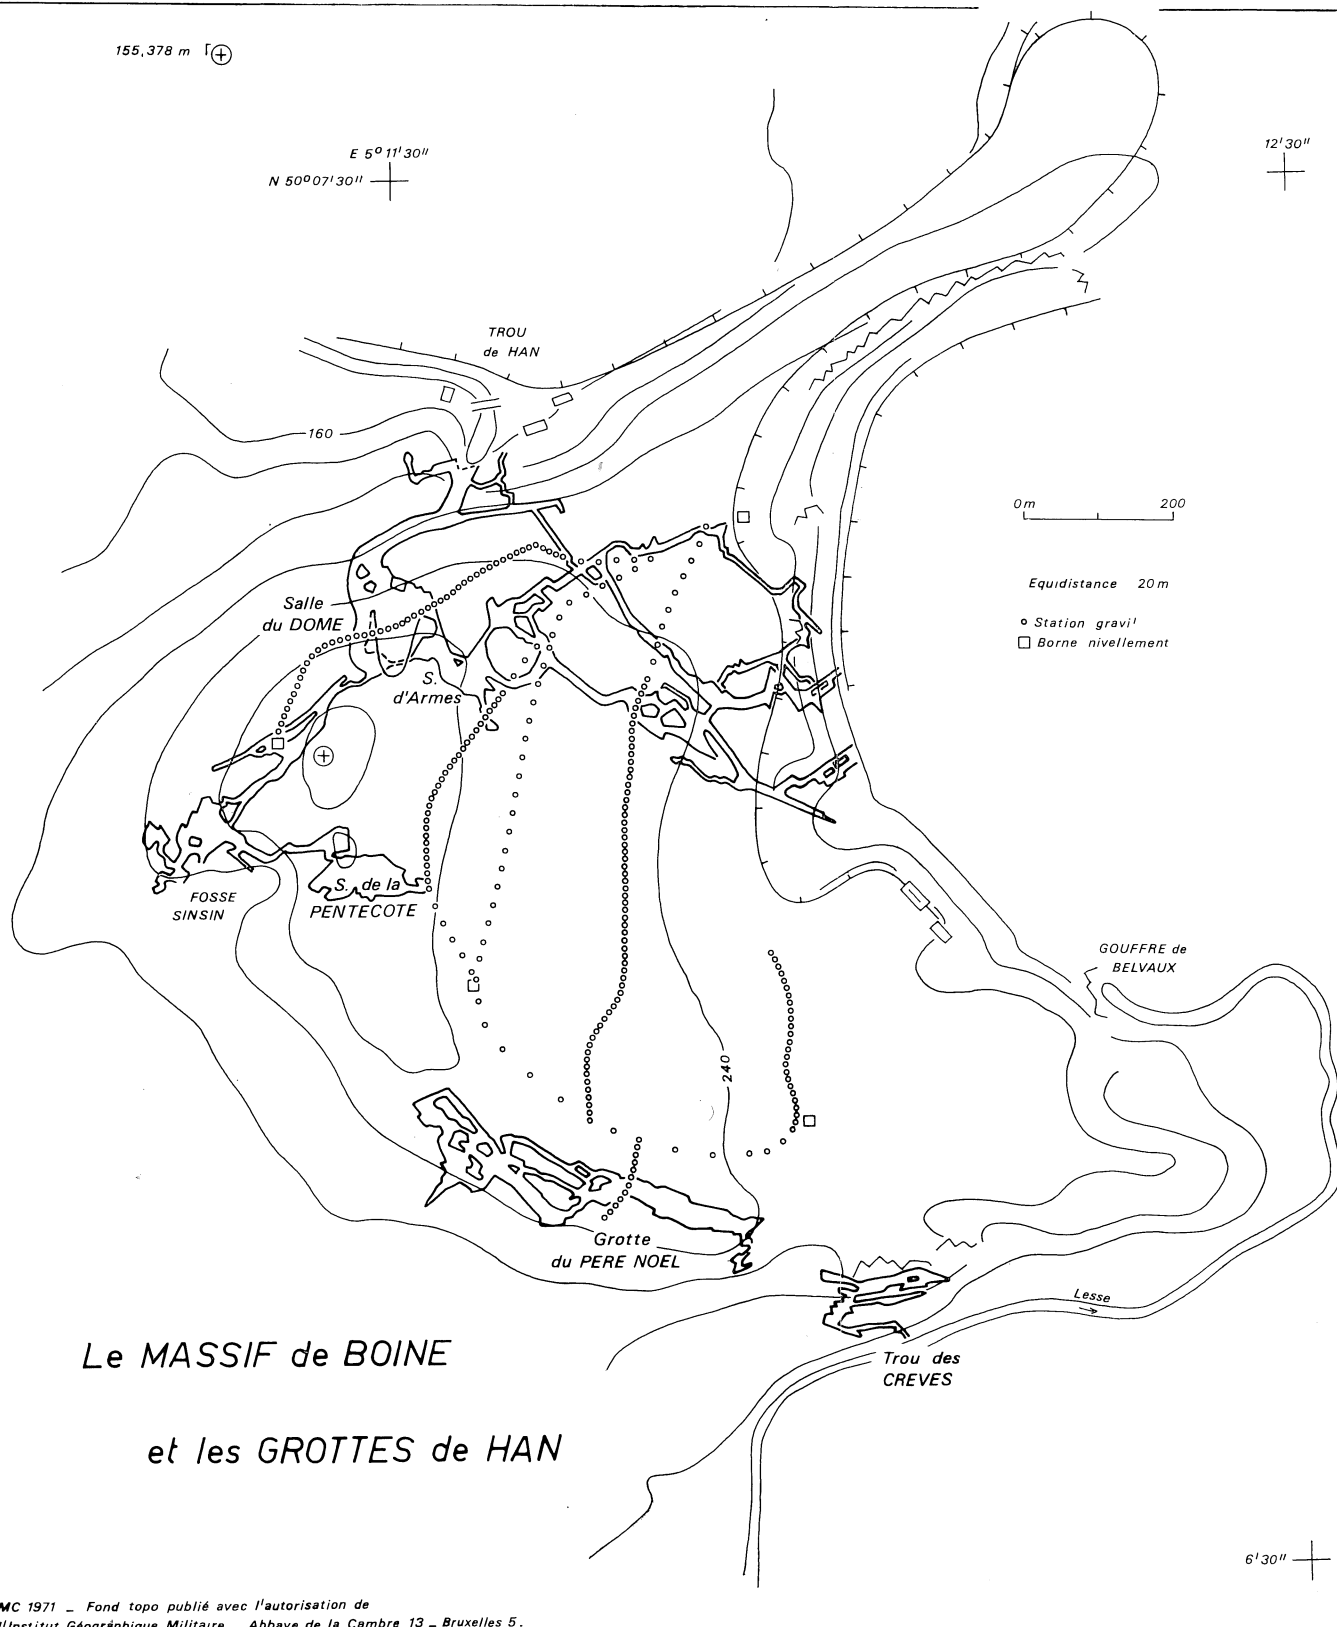 155,378 m
E 5° 11' 30"
N 50° 07' 30"
12' 30"
TROU
de HAN
160
0m 200
Equidistance 20 m
Station gravi'
Borne nivellement
Salle
du DOME
S.
d'Armes
FOSSE
SINSIN
S. de la
PENTECOTE
GOUFFRE de
BELVAUX
240
Grotte
du PERE NOEL
Lesse
Trou des
CREVES
Le MASSIF de BOINE
et les GROTTES de HAN
6' 30"
MC 1971 _ Fond topo publié avec l'autorisation de
l'Institut Géographique Militaire _ Abbaye de la Cambre 13 _ Bruxelles 5.